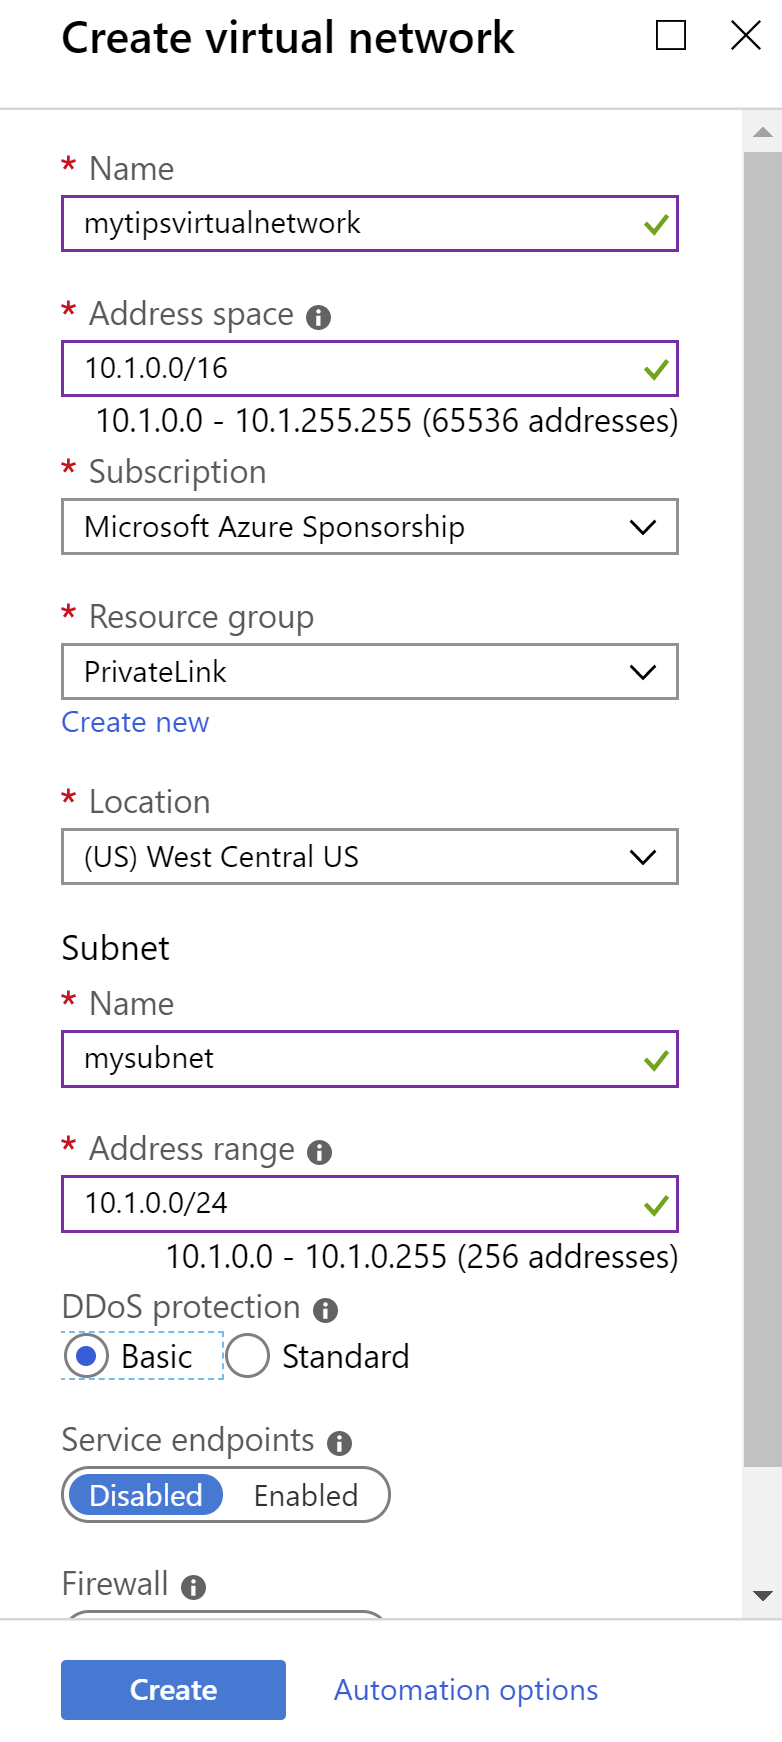 Create virtual network
* Name
mytipsvirtualnetwork
* Address space
10.1.0.0/16
10.1.0.0 - 10.1.255.255 (65536 addresses)
* Subscription
Microsoft Azure Sponsorship
* Resource group
PrivateLink
Create new
* Location
(US) West Central US
Subnet
* Name
mysubnet
* Address range
10.1.0.0/24
10.1.0.0 - 10.1.0.255 (256 addresses)
DDoS protection
Basic Standard
Service endpoints
Disabled Enabled
Firewall
Create Automation options